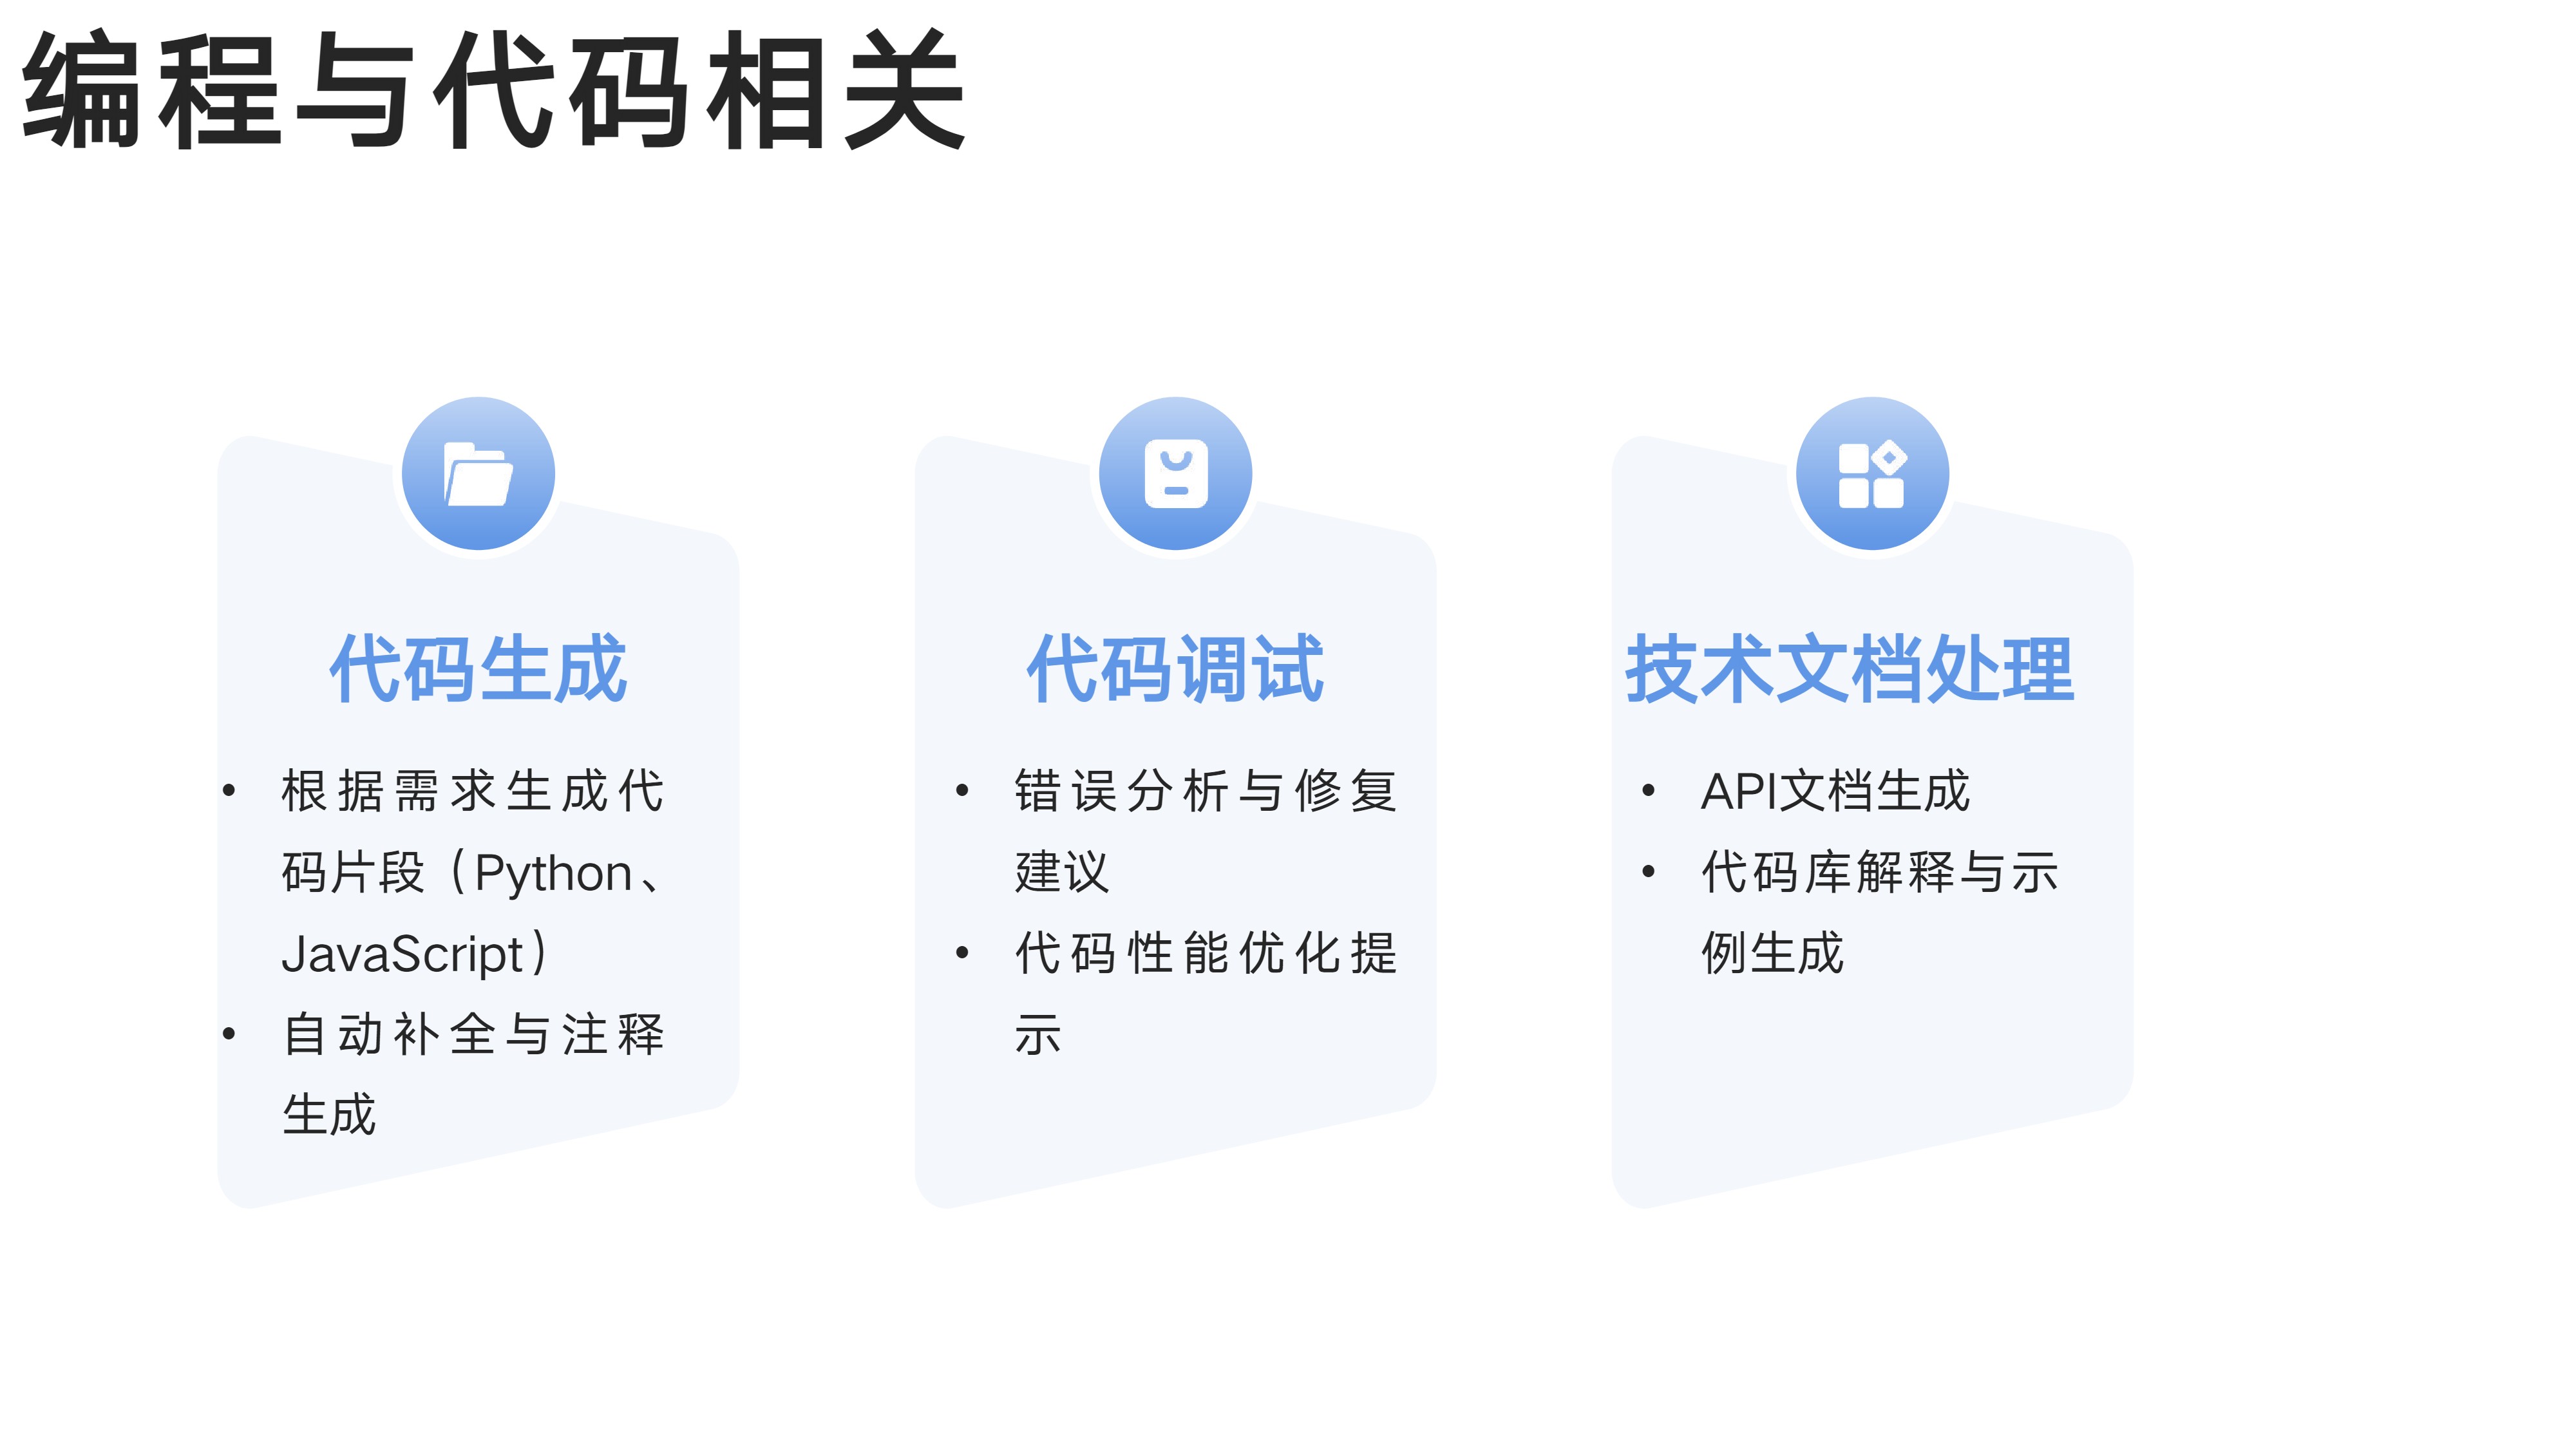 编程与代码相关
代码生成
• 根据需求生成代
码片段（Python、
JavaScript）
• 自动补全与注释
生成
代码调试
• 错误分析与修复
建议
• 代码性能优化提
示
技术文档处理
• API文档生成
• 代码库解释与示
例生成